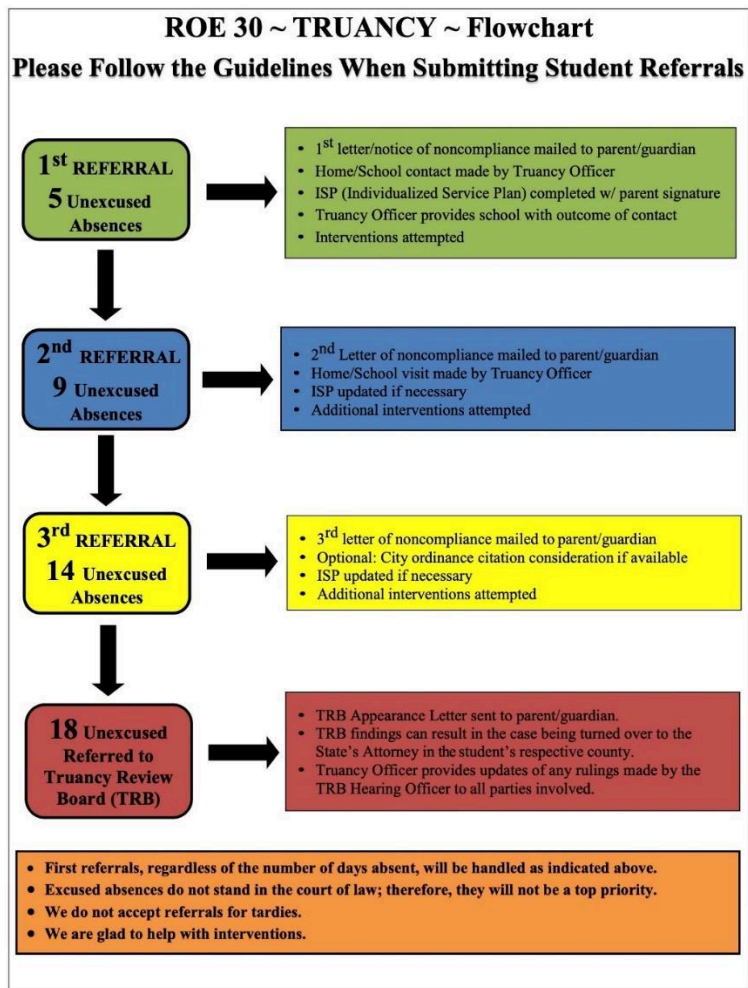 ROE 30 ~ TRUANCY ~ Flowchart
Please Follow the Guidelines When Submitting Student Referrals
1st REFERRAL
5 Unexcused
Absences
• 1st letter/notice of noncompliance mailed to parent/guardian
• Home/School contact made by Truancy Officer
• ISP (Individualized Service Plan) completed w/ parent signature
• Truancy Officer provides school with outcome of contact
• Interventions attempted
2nd REFERRAL
9 Unexcused
Absences
• 2nd Letter of noncompliance mailed to parent/guardian
• Home/School visit made by Truancy Officer
• ISP updated if necessary
• Additional interventions attempted
3rd REFERRAL
14 Unexcused
Absences
• 3rd letter of noncompliance mailed to parent/guardian
• Optional: City ordinance citation consideration if available
• ISP updated if necessary
• Additional interventions attempted
18 Unexcused
Referred to
Truancy Review
Board (TRB)
• TRB Appearance Letter sent to parent/guardian.
• TRB findings can result in the case being turned over to the
State’s Attorney in the student’s respective county.
• Truancy Officer provides updates of any rulings made by the
TRB Hearing Officer to all parties involved.
• First referrals, regardless of the number of days absent, will be handled as indicated above.
• Excused absences do not stand in the court of law; therefore, they will not be a top priority.
• We do not accept referrals for tardies.
• We are glad to help with interventions.